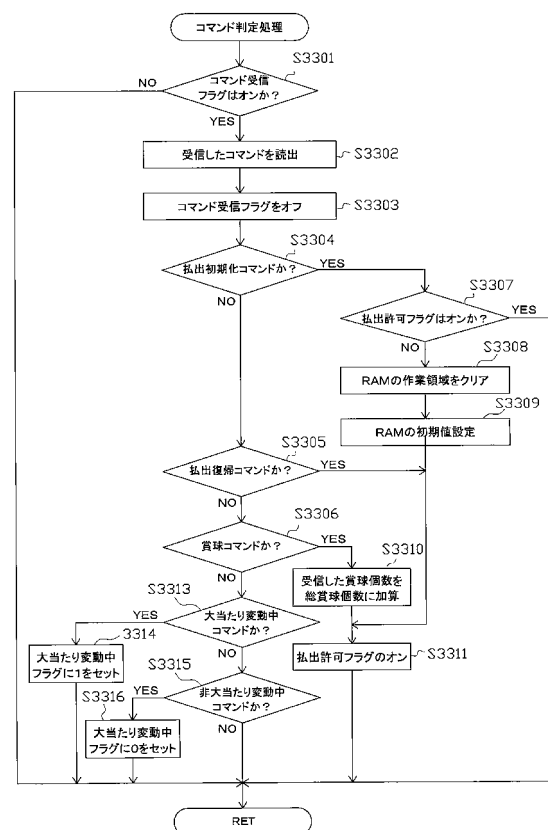 コマンド判定処理
S3301
NO
コマンド受信
フラグはオンか?
YES
受信したコマンドを読出
S3302
コマンド受信フラグをオフ
S3303
S3304
払出初期化コマンドか?
YES
NO
S3307
払出許可フラグはオンか?
YES
NO
S3308
RAMの作業領域をクリア
S3309
RAMの初期値設定
S3305
払出復帰コマンドか?
YES
NO
S3306
賞球コマンドか?
YES
NO
S3310
受信した賞球個数を
総賞球個数に加算
S3313
YES
大当たり変動中
コマンドか?
NO
3314
大当たり変動中
フラグに1をセット
払出許可フラグのオン
S3311
S3315
YES
非大当たり変動中
コマンドか?
NO
S3316
大当たり変動中
フラグに0をセット
RET